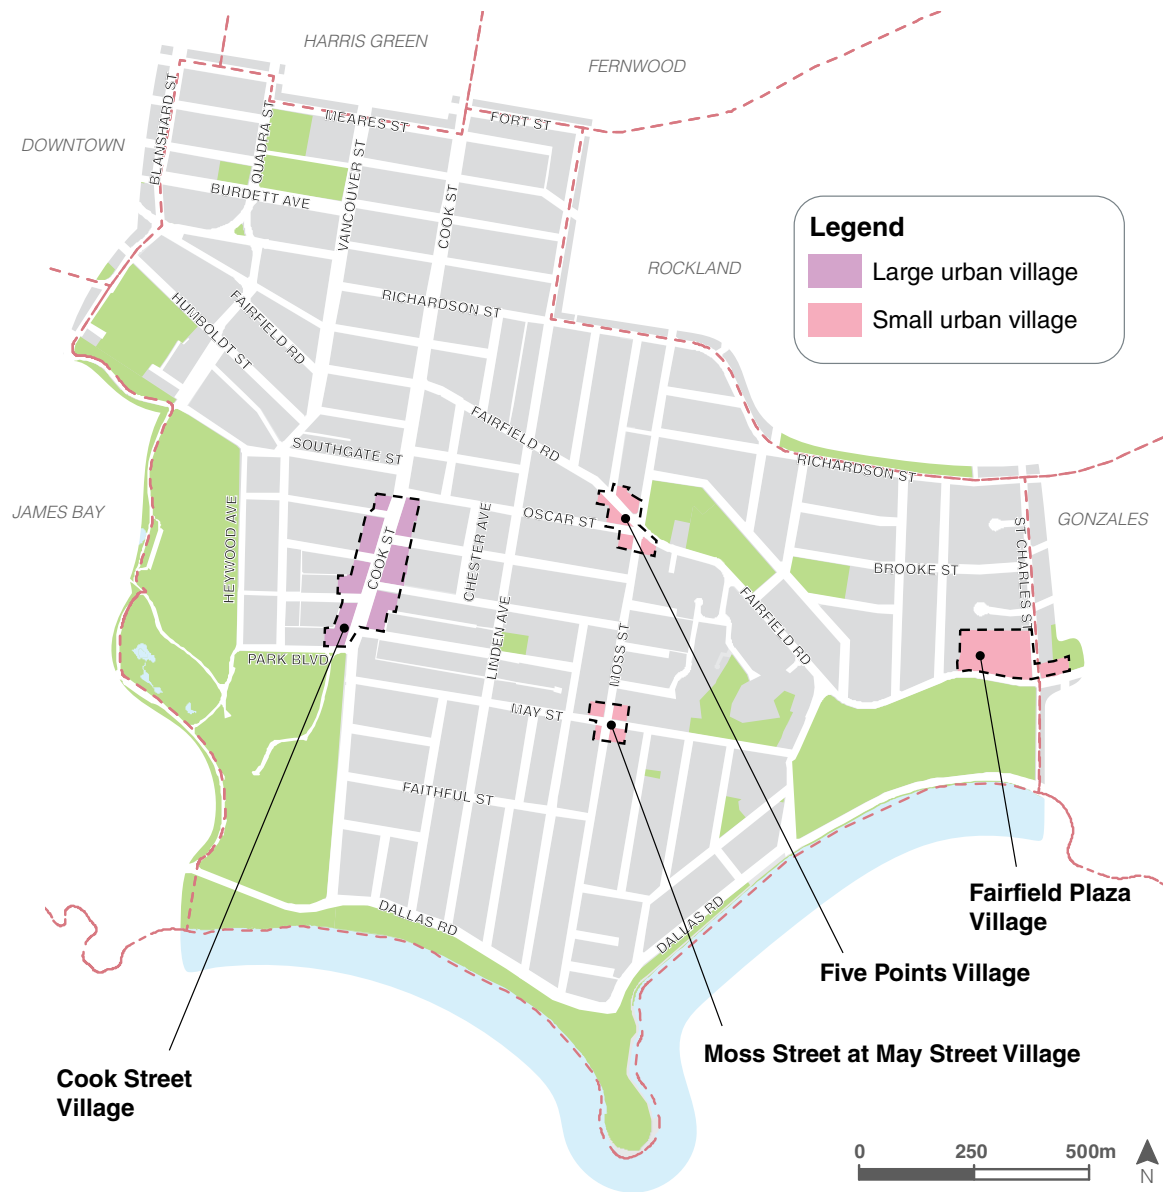 HARRIS GREEN
FERNWOOD
DOWNTOWN
BLANSHARD ST
QUADRA ST
MEARES ST
FORT ST
VANCOUVER ST
BURDETT AVE
COOK ST
ROCKLAND
Legend
Large urban village
Small urban village
RICHARDSON ST
HUMBOLDT ST
FAIRFIELD RD
FAIRFIELD RD
SOUTHGATE ST
RICHARDSON ST
JAMES BAY
HEYWOOD AVE
COOK ST
CHESTER AVE
OSCAR ST
GONZALES
ST CHARLES ST
BROOKE ST
FAIRFIELD RD
LINDEN AVE
MOSS ST
PARK BLVD
MAY ST
FAITHFUL ST
DALLAS RD
DALLAS RD
Fairfield Plaza
Village
Five Points Village
Moss Street at May Street Village
Cook Street
Village
0 250 500m
N